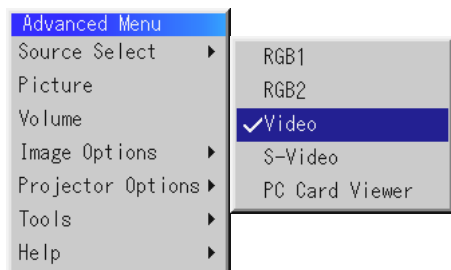 Advanced Menu
Source Select
Picture
Volume
Image Options
Projector Options
Tools
Help
RGB1
RGB2
Video
S-Video
PC Card Viewer